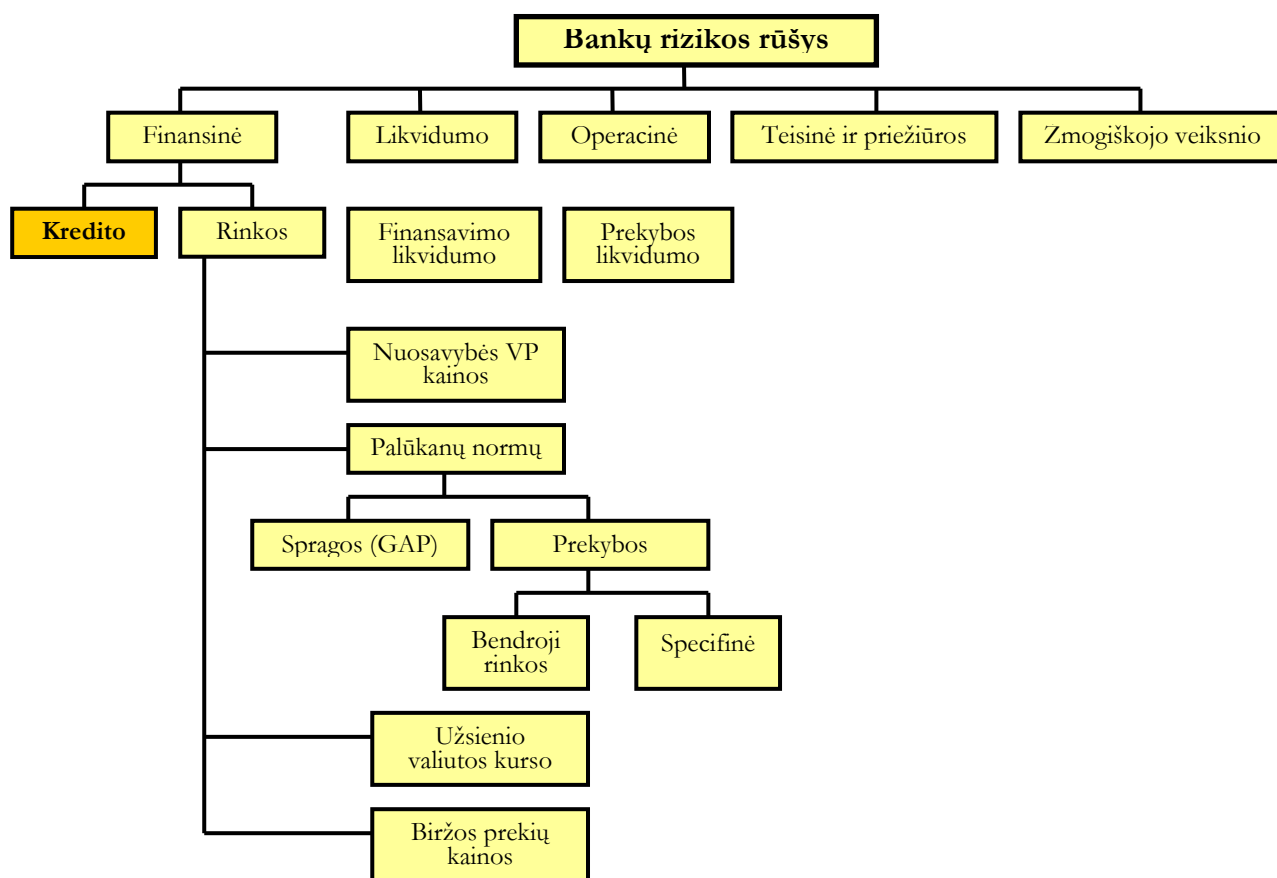 Bankų rizikos rūšys
Finansinė
Likvidumo
Operacinė
Teisinė ir priežiūros
Zmogiškojo veiksnio
Kredito
Rinkos
Finansavimo
likvidumo
Prekybos
likvidumo
Nuosavybės VP
kainos
Palūkanų normų
Spragos (GAP)
Prekybos
Bendroji
rinkos
Specifinė
Užsienio
valiutos kurso
Biržos prekių
kainos